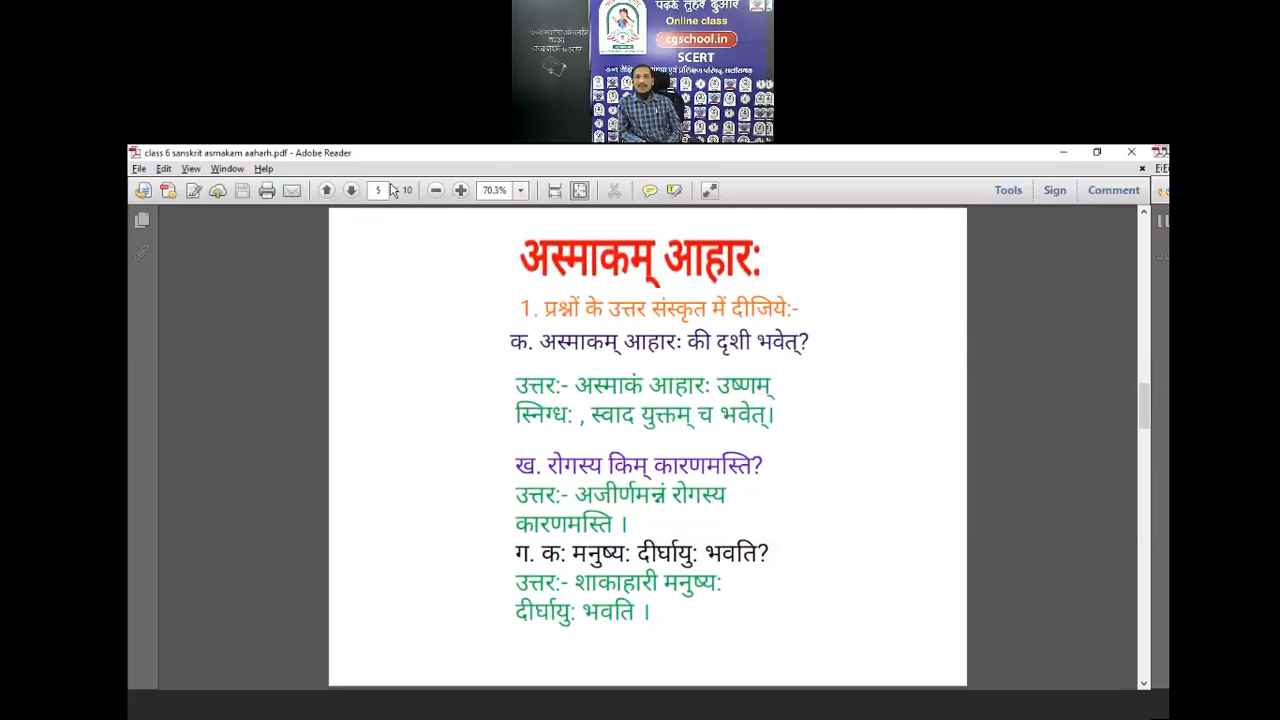 पढ़ई तुहर दुआर
Online class
cgschool.in
SCERT
class 6 sanskrit asmakam aaharh.pdf - Adobe Reader
File Edit View Window Help
5 10 70.3% Tools Sign Comment
अस्माकम् आहार:
1. प्रश्नों के उत्तर संस्कृत में दीजिये:-
क. अस्माकम् आहारः की दृशी भवेत्?
उत्तर:- अस्माकं आहारः उष्णम्
स्निग्ध: , स्वाद युक्तम् च भवेत्।
ख. रोगस्य किम् कारणमस्ति?
उत्तर:- अजीर्णमन्नं रोगस्य
कारणमस्ति ।
ग. क: मनुष्य: दीर्घायु: भवति?
उत्तर:- शाकाहारी मनुष्य:
दीर्घायु: भवति ।